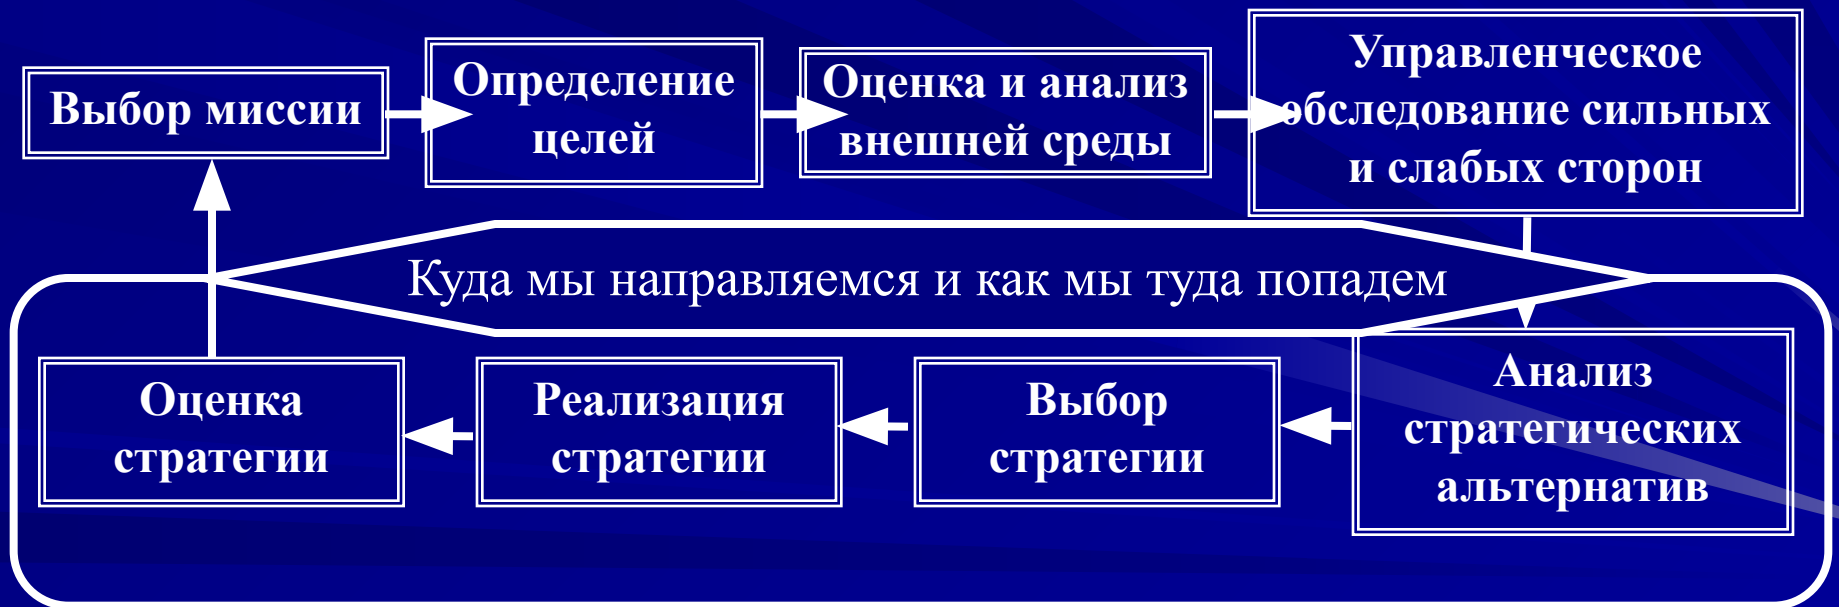 Выбор миссии
Определение
целей
Оценка и анализ
внешней среды
Управленческое
обследование сильных
и слабых сторон
Куда мы направляемся и как мы туда попадем
Оценка
стратегии
Реализация
стратегии
Выбор
стратегии
Анализ
стратегических
альтернатив